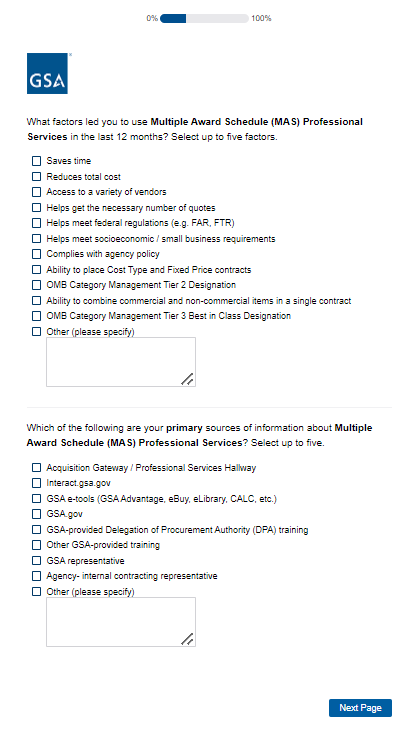 0% 100%
GSA
What factors led you to use Multiple Award Schedule (MAS) Professional
Services in the last 12 months? Select up to five factors.
Saves time
Reduces total cost
Access to a variety of vendors
Helps get the necessary number of quotes
Helps meet federal regulations (e.g. FAR, FTR)
Helps meet socioeconomic / small business requirements
Complies with agency policy
Ability to place Cost Type and Fixed Price contracts
OMB Category Management Tier 2 Designation
Ability to combine commercial and non-commercial items in a single contract
OMB Category Management Tier 3 Best in Class Designation
Other (please specify)
Which of the following are your primary sources of information about Multiple
Award Schedule (MAS) Professional Services? Select up to five.
Acquisition Gateway / Professional Services Hallway
Interact.gsa.gov
GSA e-tools (GSA Advantage, eBuy, eLibrary, CALC, etc.)
GSA.gov
GSA-provided Delegation of Procurement Authority (DPA) training
Other GSA-provided training
GSA representative
Agency- internal contracting representative
Other (please specify)
Next Page